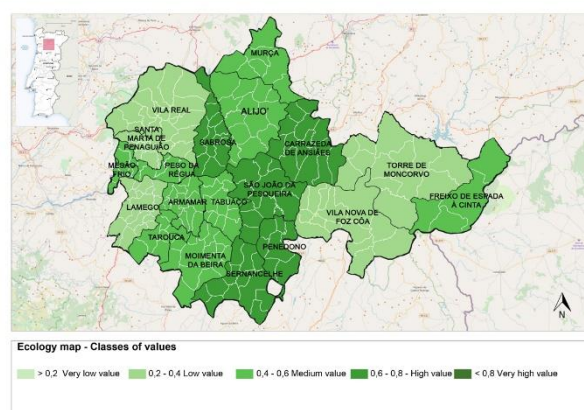 MURÇA
VILA REAL
ALIJO'
SANTA
MARTA DE
PENAGUIÃO
SABROSA
CARRAZEDA
DE ANSIÃES
MESÃO
FRIO
PESO DA
RÉGUA
TORRE DE
MONCORVO
SÃO JOÃO DA
PESQUEIRA
FREIXO DE ESPADA
À CINTA
LAMEGO
ARMAMAR
TABUAÇO
VILA NOVA DE
FOZ CÔA
TAROUCA
PENEDONO
MOIMENTA
DA BEIRA
SERNANCELHE
N
Ecology map - Classes of values
> 0,2 Very low value
0,2 - 0,4 Low value
0,4 - 0,6 Medium value
0,6 - 0,8 - High value
< 0,8 Very high value